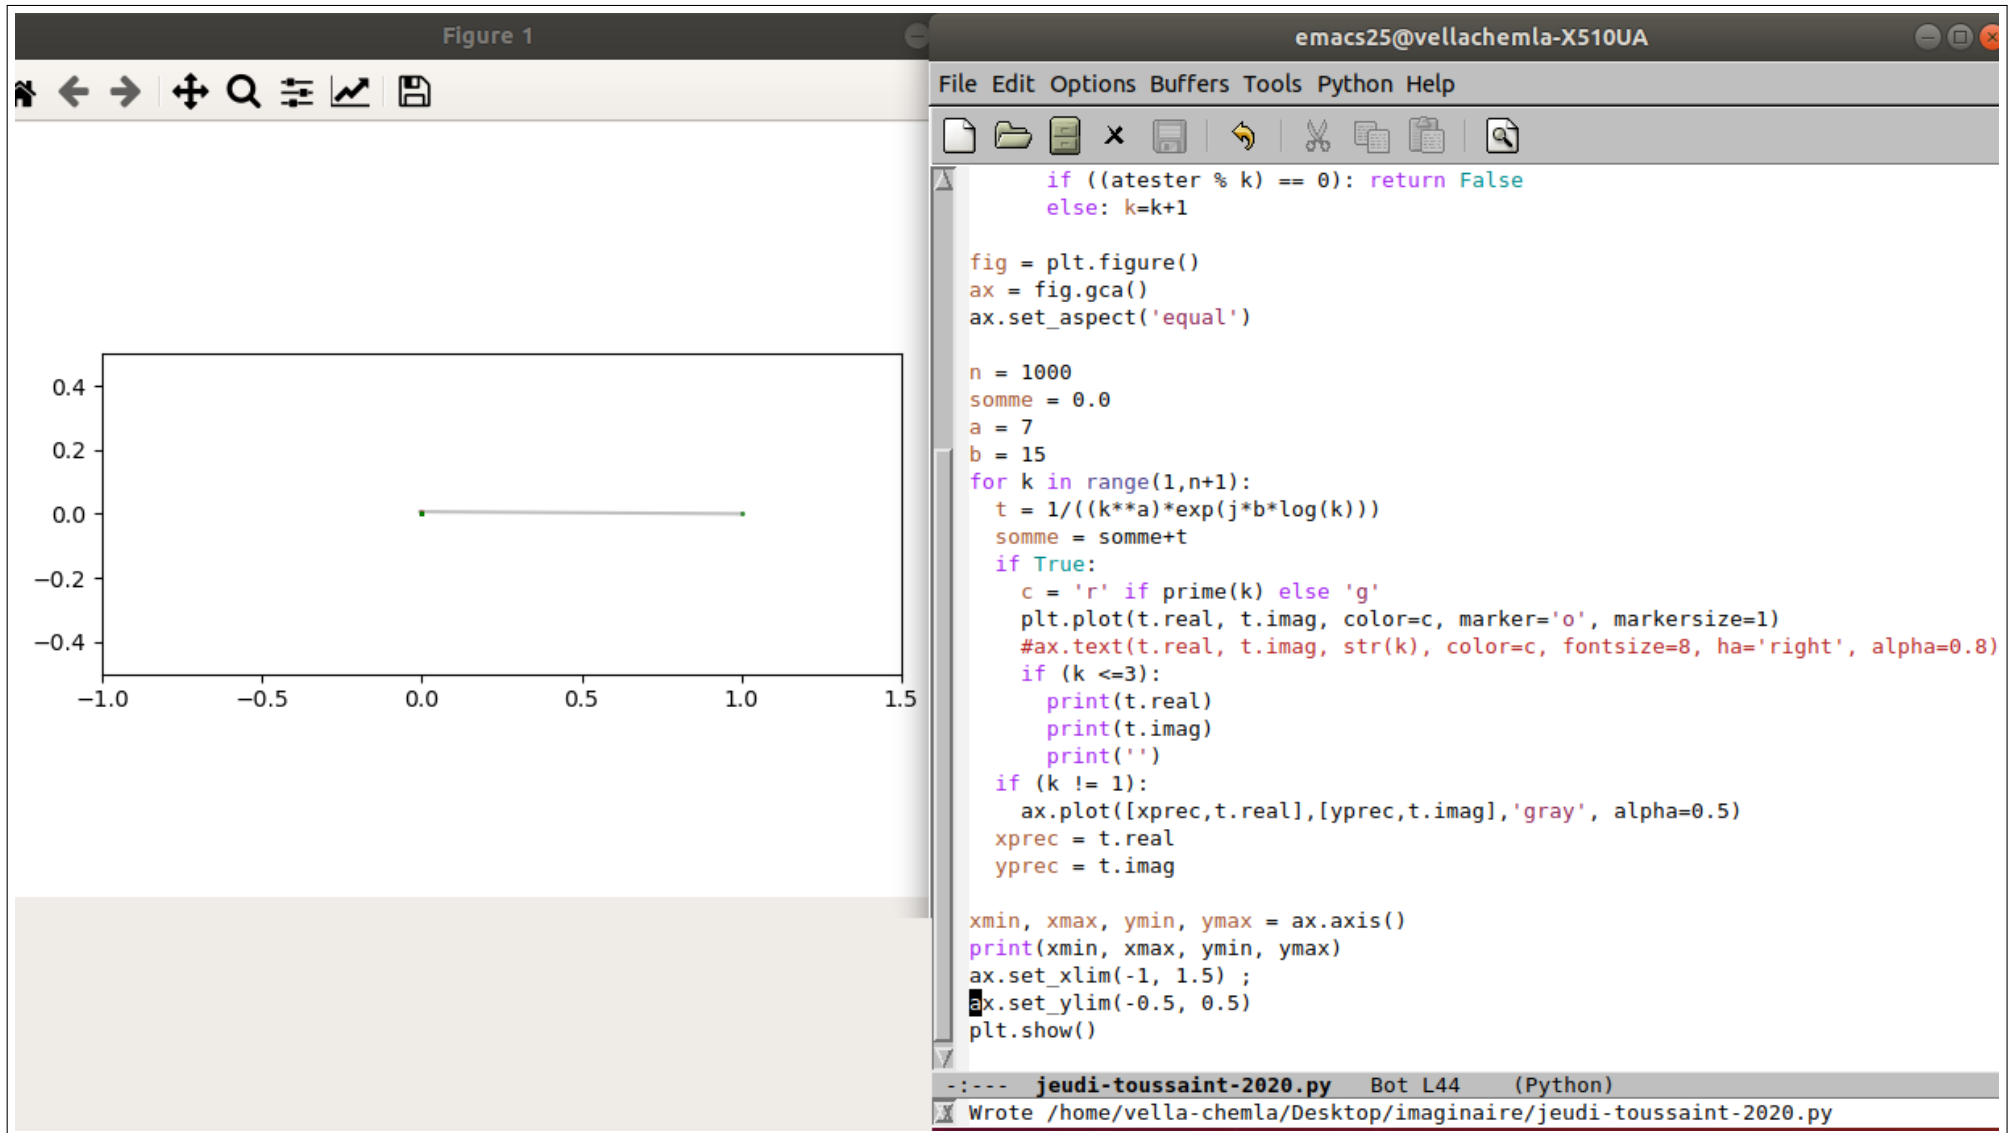 Figure 1
0.4
0.2
0.0
−0.2
−0.4
−1.0 −0.5 0.0 0.5 1.0 1.5
emacs25@vellachemla-X510UA
File Edit Options Buffers Tools Python Help
if ((atester % k) == 0): return False
else: k=k+1
fig = plt.figure()
ax = fig.gca()
ax.set_aspect('equal')
n = 1000
somme = 0.0
a = 7
b = 15
for k in range(1,n+1):
t = 1/((k**a)*exp(j*b*log(k)))
somme = somme+t
if True:
c = 'r' if prime(k) else 'g'
plt.plot(t.real, t.imag, color=c, marker='o', markersize=1)
#ax.text(t.real, t.imag, str(k), color=c, fontsize=8, ha='right', alpha=0.8)
if (k <=3):
print(t.real)
print(t.imag)
print('')
if (k != 1):
ax.plot([xprec,t.real],[yprec,t.imag],'gray', alpha=0.5)
xprec = t.real
yprec = t.imag
xmin, xmax, ymin, ymax = ax.axis()
print(xmin, xmax, ymin, ymax)
ax.set_xlim(-1, 1.5) ;
ax.set_ylim(-0.5, 0.5)
plt.show()
-:--- jeudi-toussaint-2020.py Bot L44 (Python)
Wrote /home/vella-chemla/Desktop/imaginaire/jeudi-toussaint-2020.py